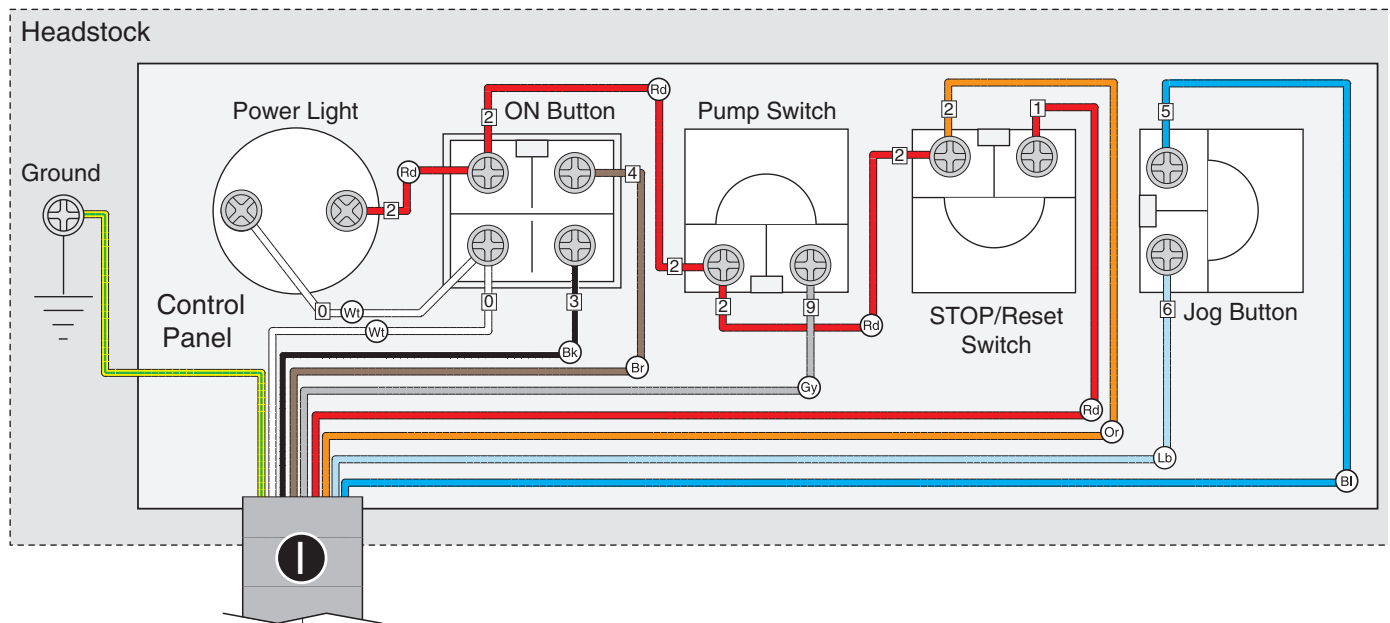 Headstock
Power Light
ON Button
Pump Switch
STOP/Reset
Switch
Jog Button
Ground
Control
Panel
2
Rd
2
1
5
Rd
4
2
2
2
0
Wt
0
3
2
9
6
Wt
Rd
Bk
Br
Gy
Rd
Or
Lb
Bl
I